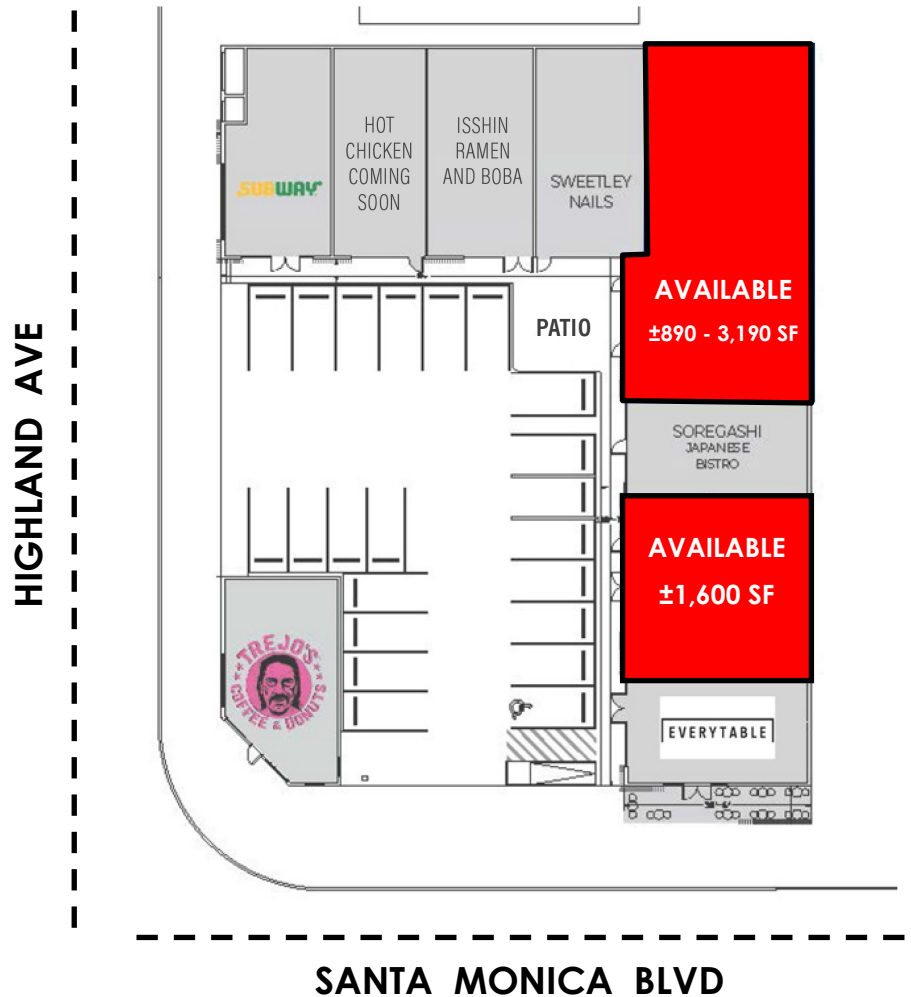 HIGHLAND AVE
SUBWAY
HOT
CHICKEN
COMING
SOON
ISSHIN
RAMEN
AND BOBA
SWEETLEY
NAILS
AVAILABLE
±890 - 3,190 SF
PATIO
SOREGASHI
JAPANESE
BISTRO
AVAILABLE
±1,600 SF
TREJO'S
COFFEE & DONUTS
EVERYTABLE
SANTA MONICA BLVD